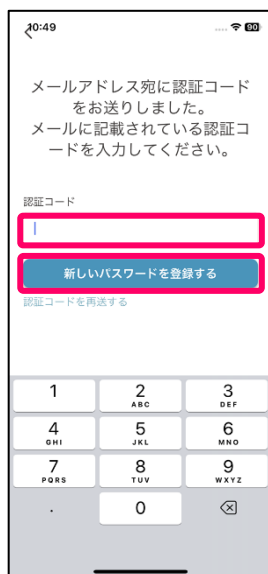 10:49
90
メールアドレス宛に認証コード
をお送りしました。
メールに記載されている認証コ
ードを入力してください。
認証コード
新しいパスワードを登録する
認証コードを再送する
1 2 3
ABC DEF
4 5 6
GHI JKL MNO
7 8 9
PQRS TUV WXYZ
. 0